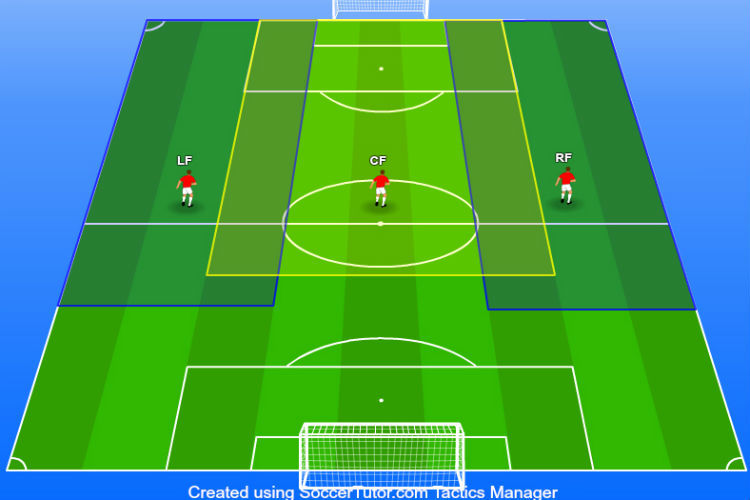 LF
CF
RF
Created using SoccerTutor.com Tactics Manager